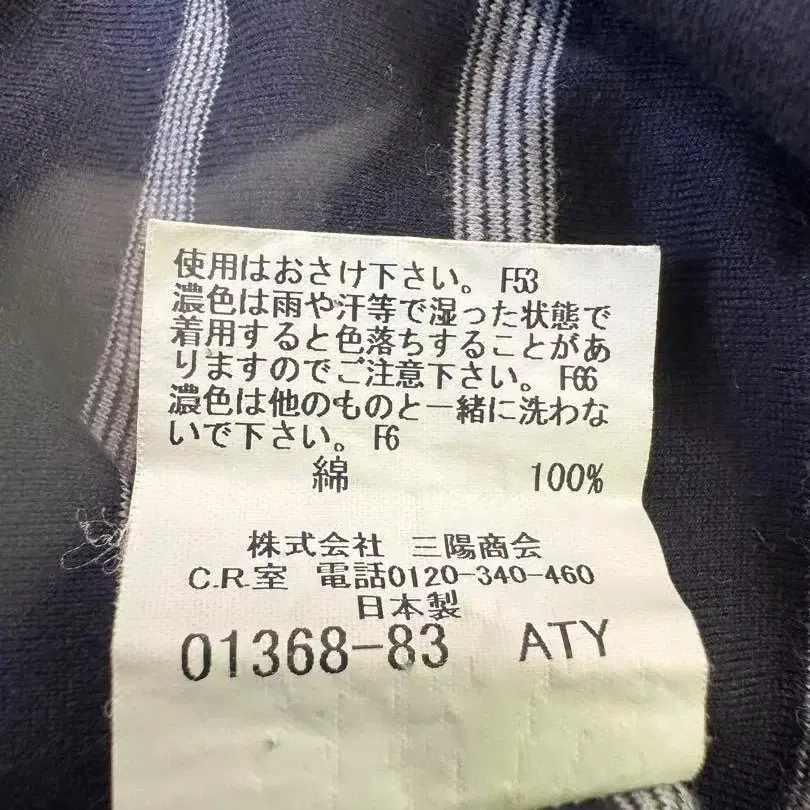 使用はおさけ下さい。 F53
濃色は雨や汗等で湿った状態で
着用すると色落ちすることがあ
りますのでご注意下さい。 F66
濃色は他のものと一緒に洗わな
いで下さい。 F6
綿 100%
株式会社 三陽商会
C.R.室 電話0120-340-460
日本製
01368-83 ATY